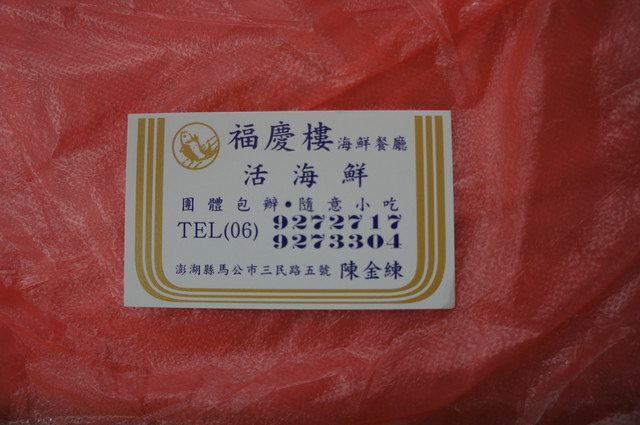 福慶樓海鮮餐廳
活海鮮
團體包辦•隨意小吃
TEL(06) 9272717
9273304
澎湖縣馬公市三民路五號 陳金練